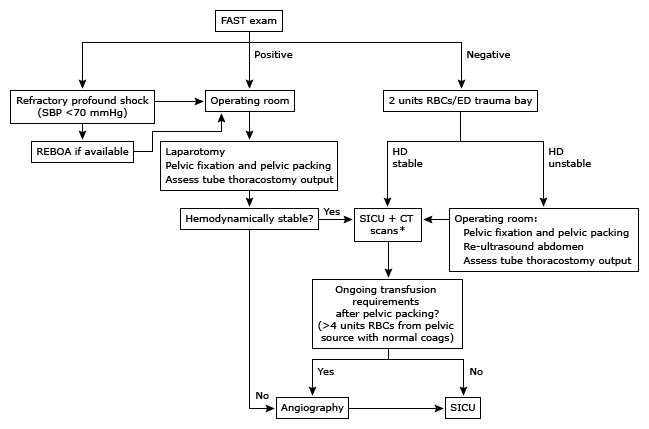 FAST exam
Positive
Negative
Refractory profound shock
(SBP <70 mmHg)
Operating room
2 units RBCs/ED trauma bay
REBOA if available
Laparotomy
Pelvic fixation and pelvic packing
Assess tube thoracostomy output
HD
stable
HD
unstable
Hemodynamically stable?
Yes
SICU + CT
scans*
Operating room:
Pelvic fixation and pelvic packing
Re-ultrasound abdomen
Assess tube thoracostomy output
Ongoing transfusion
requirements
after pelvic packing?
(>4 units RBCs from pelvic
source with normal coags)
Yes
No
No
Angiography
SICU